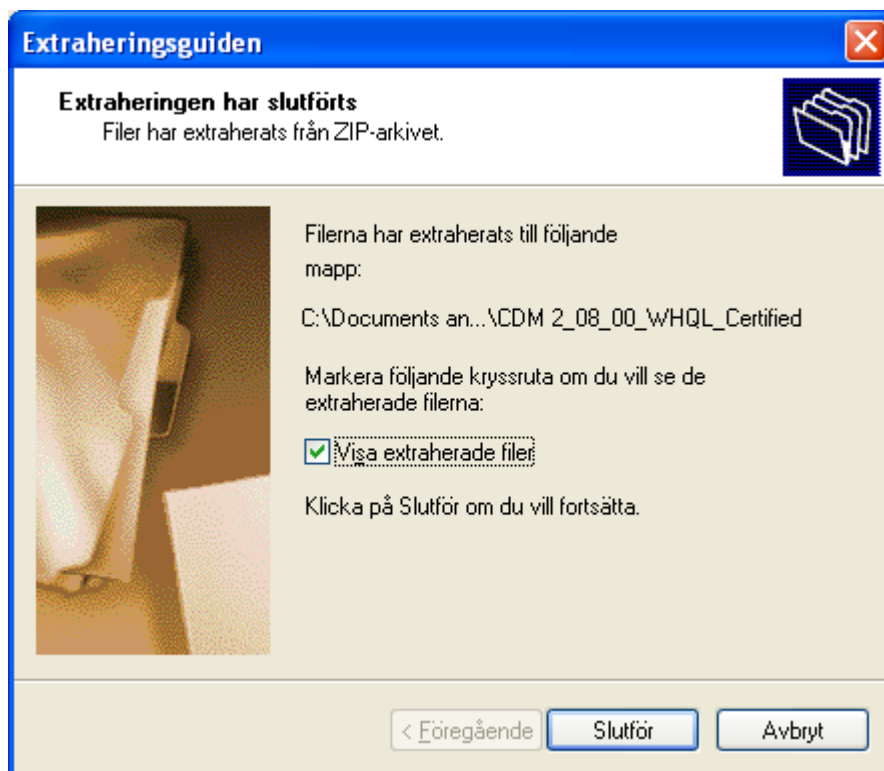 Extraheringsguiden
Extraheringen har slutförts
Filer har extraherats från ZIP-arkivet.
Filerna har extraherats till följande
mapp:
C:\Documents an...\CDM 2_08_00_WHQL_Certified
Markera följande kryssruta om du vill se de
extraherade filerna:
Visa extraherade filer
Klicka på Slutför om du vill fortsätta.
< Föregående
Slutför
Avbryt